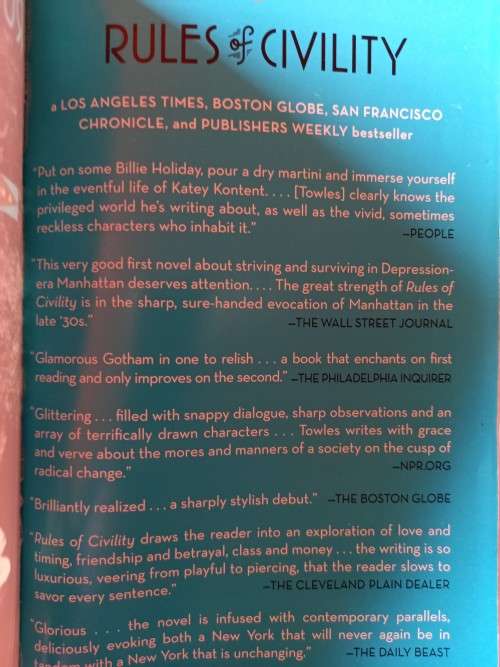 RULES of CIVILITY
a LOS ANGELES TIMES, BOSTON GLOBE, SAN FRANCISCO
CHRONICLE, and PUBLISHERS WEEKLY bestseller
"Put on some Billie Holiday, pour a dry martini and immerse yourself
in the eventful life of Katey Kontent. . . . [Towles] clearly knows the
privileged world he's writing about, as well as the vivid, sometimes
reckless characters who inhabit it."
—PEOPLE
"This very good first novel about striving and surviving in Depression-
era Manhattan deserves attention. . . . The great strength of Rules of
Civility is in the sharp, sure-handed evocation of Manhattan in the
late '30s." —THE WALL STREET JOURNAL
"Glamorous Gotham in one to relish . . . a book that enchants on first
reading and only improves on the second." —THE PHILADELPHIA INQUIRER
"Glittering . . . filled with snappy dialogue, sharp observations and an
array of terrifically drawn characters . . . Towles writes with grace
and verve about the mores and manners of a society on the cusp of
radical change." —NPR.ORG
"Brilliantly realized . . . a sharply stylish debut." —THE BOSTON GLOBE
"Rules of Civility draws the reader into an exploration of love and
timing, friendship and betrayal, class and money . . . the writing is so
luxurious, veering from playful to piercing, that the reader slows to
savor every sentence." —THE CLEVELAND PLAIN DEALER
"Glorious . . . the novel is infused with contemporary parallels,
deliciously evoking both a New York that will never again be in
tandem with a New York that is unchanging." —THE DAILY BEAST